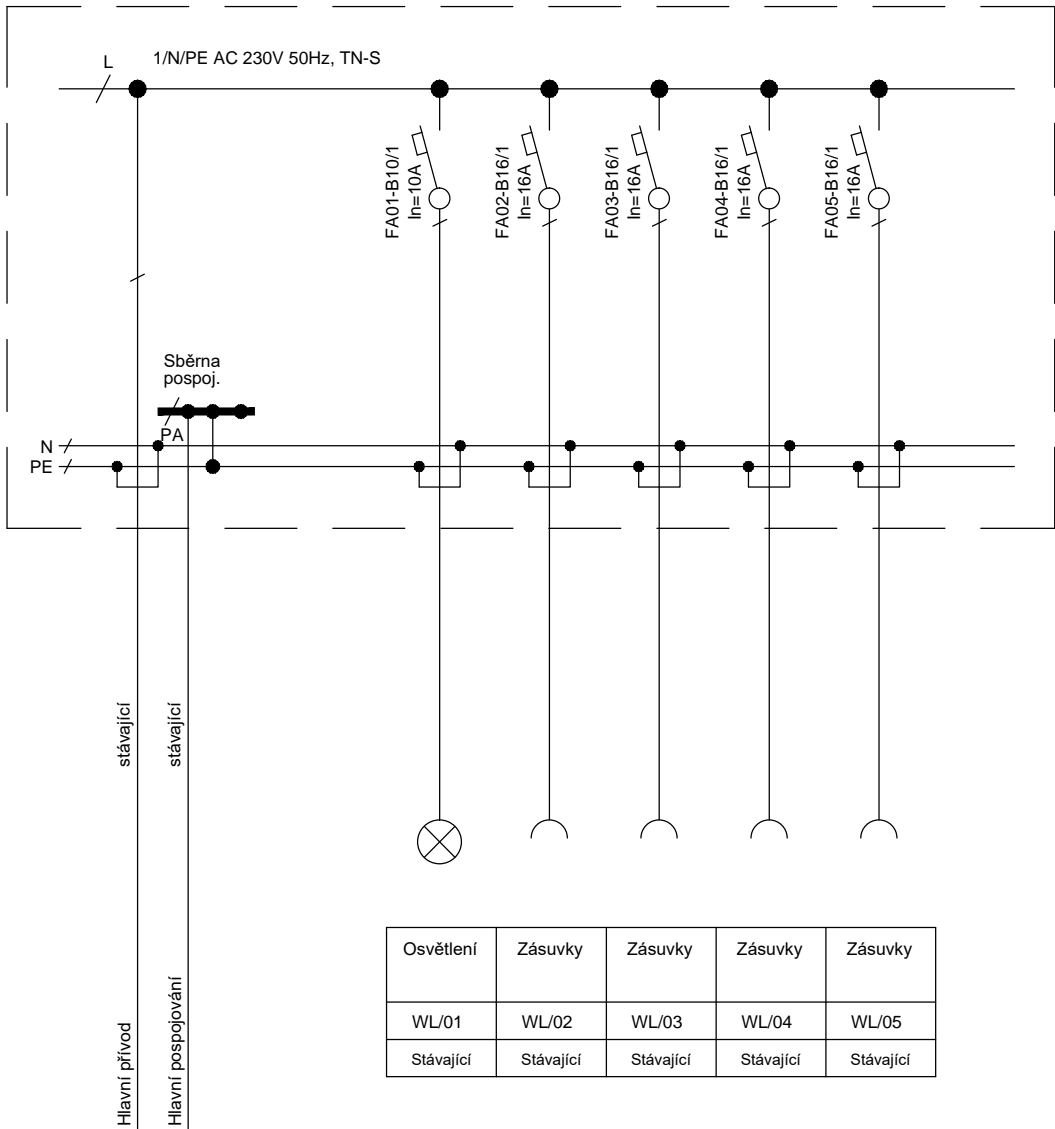 L
1/N/PE AC 230V 50Hz, TN-S
FA01-B10/1
In=10A
FA02-B16/1
In=16A
FA03-B16/1
In=16A
FA04-B16/1
In=16A
FA05-B16/1
In=16A
Sběrna
pospoj.
PA
N
PE
stávající
stávající
Hlavní přívod
Hlavní pospojování
Osvětlení Zásuvky Zásuvky Zásuvky Zásuvky
WL/01 WL/02 WL/03 WL/04 WL/05
Stávající Stávající Stávající Stávající Stávající